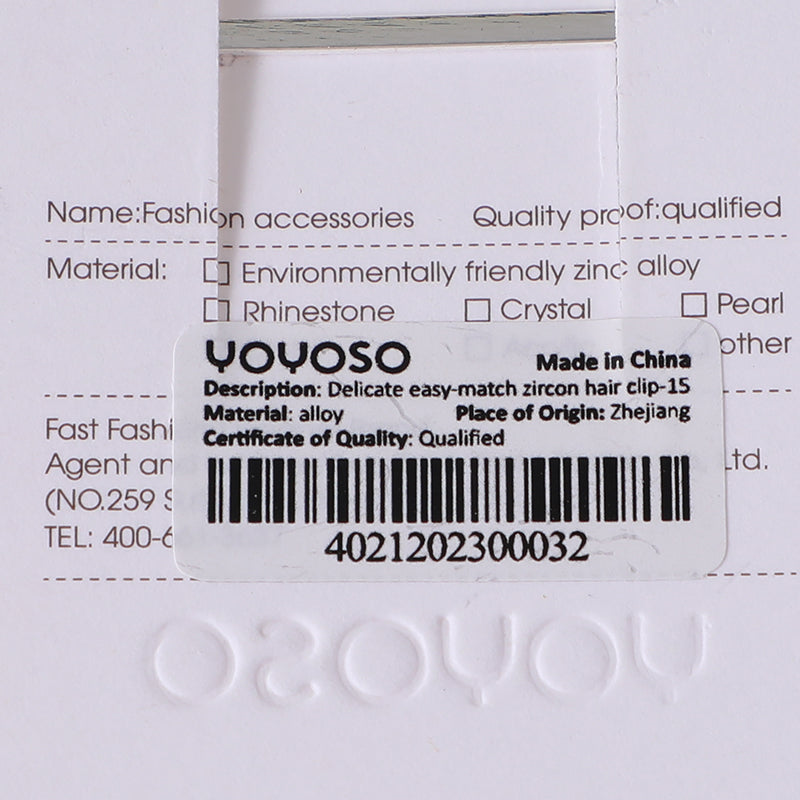 Name:Fashion accessories Quality proof:qualified
Material: Environmentally friendly zinc alloy
Rhinestone Crystal Pearl
other
YOYOSO Made in China
Description: Delicate easy-match zircon hair clip-15
Material: alloy Place of Origin: Zhejiang
Certificate of Quality: Qualified
4021202300032
Fast
Agent Ltd.
(NO.259
TEL: 400-6
YOYOSO